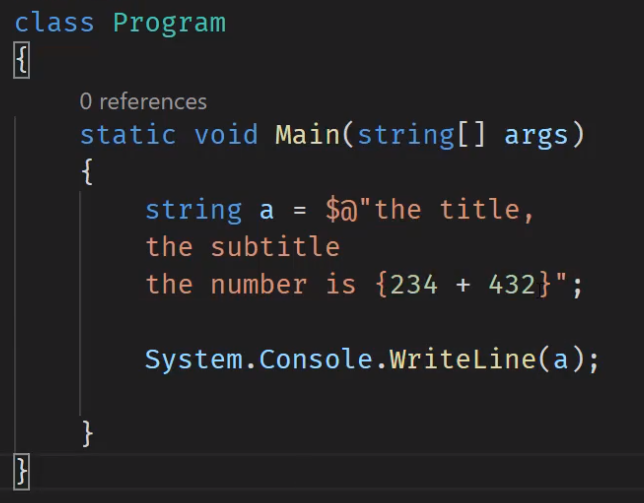 class Program
{
0 references
static void Main(string[] args)
{
string a = $@"the title,
the subtitle
the number is {234 + 432}";
System.Console.WriteLine(a);
}
}